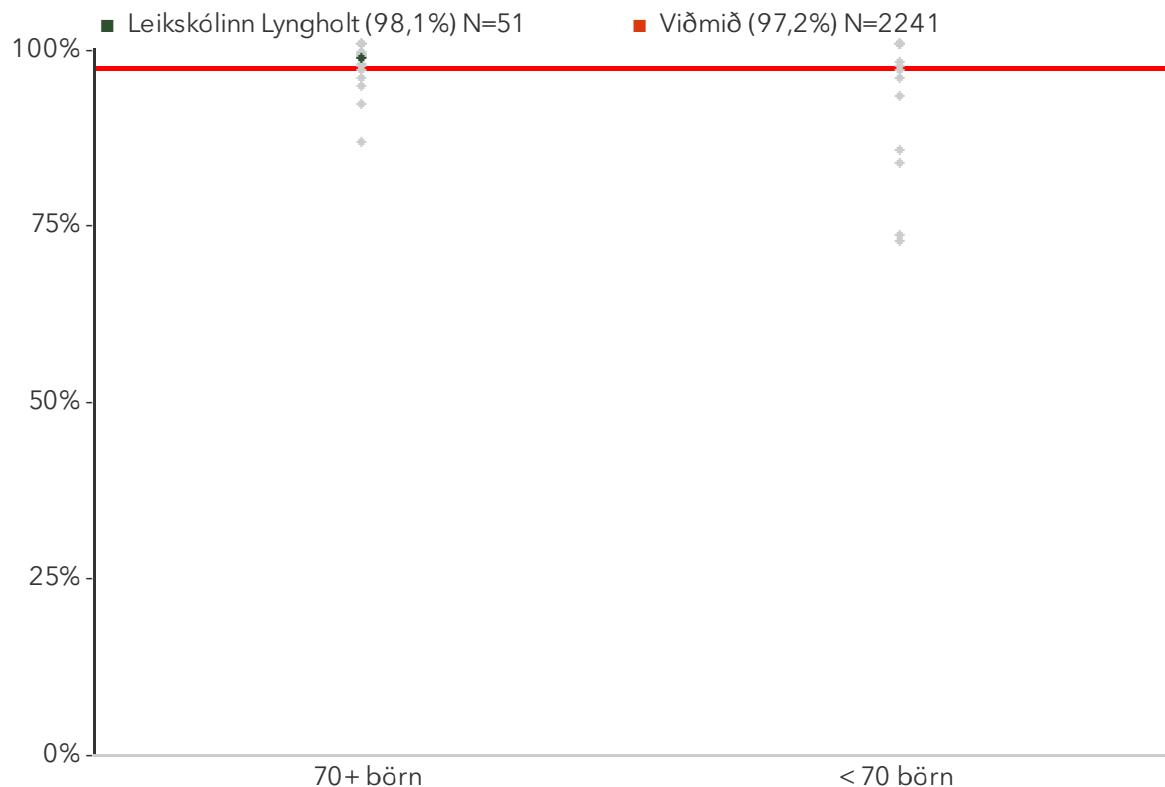 Leikskólinn Lyngholt (98,1%) N=51 Viðmið (97,2%) N=2241
100%
75%
50%
25%
0%
70+ börn < 70 börn